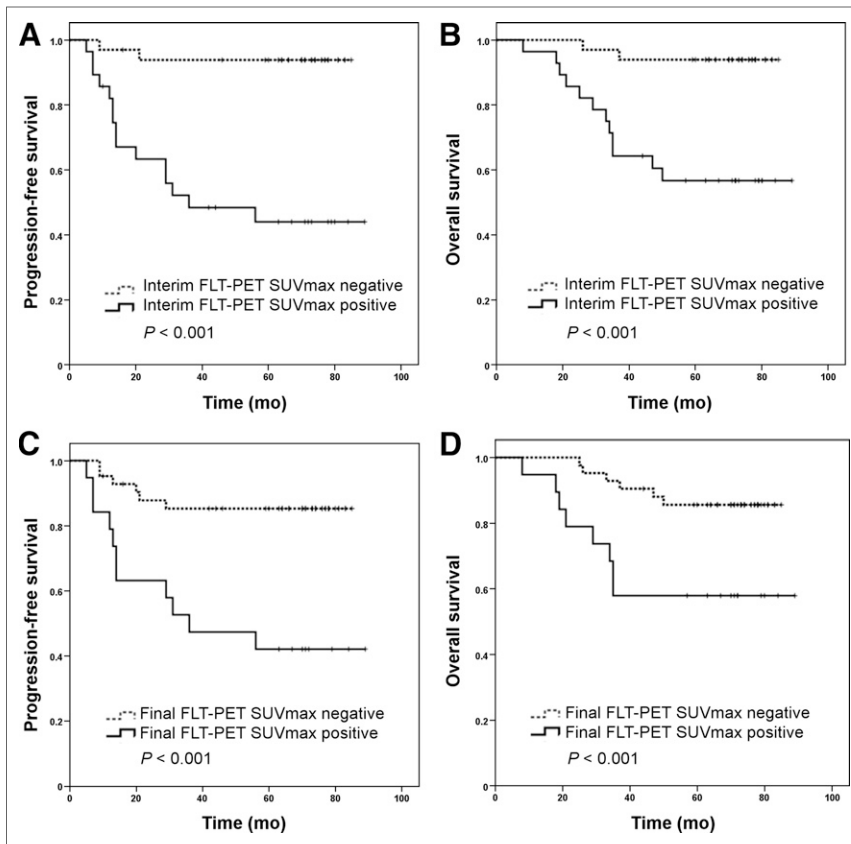 A
Progression-free survival
1.0
0.8
0.6
0.4
0.2
0
Interim FLT-PET SUVmax negative
Interim FLT-PET SUVmax positive
P < 0.001
0 20 40 60 80 100
Time (mo)
B
Overall survival
1.0
0.8
0.6
0.4
0.2
0
Interim FLT-PET SUVmax negative
Interim FLT-PET SUVmax positive
P < 0.001
0 20 40 60 80 100
Time (mo)
C
Progression-free survival
1.0
0.8
0.6
0.4
0.2
0
Final FLT-PET SUVmax negative
Final FLT-PET SUVmax positive
P < 0.001
0 20 40 60 80 100
Time (mo)
D
Overall survival
1.0
0.8
0.6
0.4
0.2
0
Final FLT-PET SUVmax negative
Final FLT-PET SUVmax positive
P < 0.001
0 20 40 60 80 100
Time (mo)